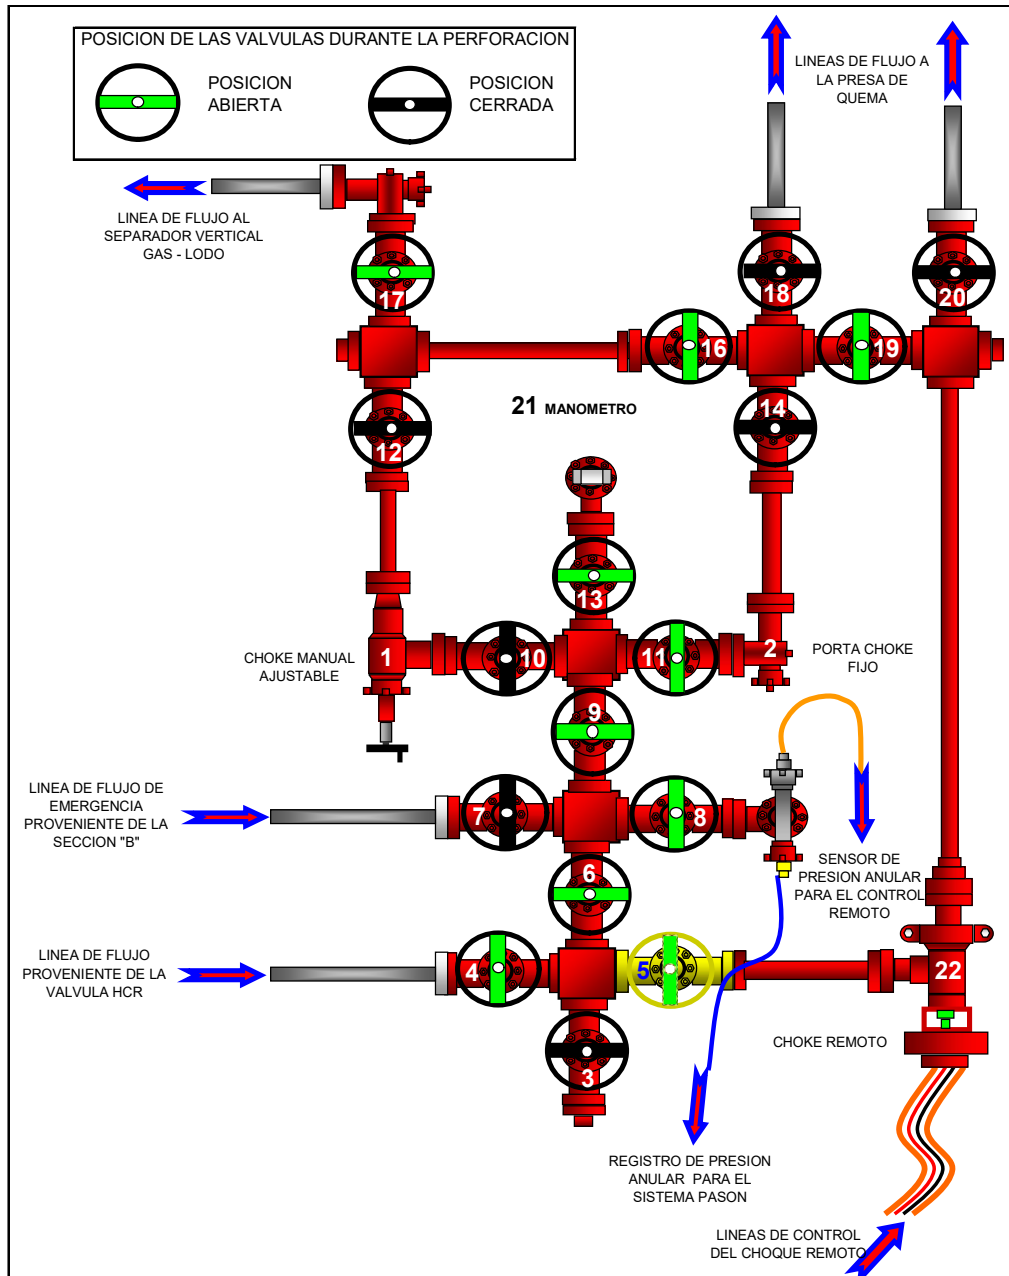 POSICION DE LAS VALVULAS DURANTE LA PERFORACION
POSICION
ABIERTA
POSICION
CERRADA
LINEAS DE FLUJO A
LA PRESA DE
QUEMA
LINEA DE FLUJO AL
SEPARADOR VERTICAL
GAS - LODO
17
18
20
16
19
21 MANOMETRO
14
12
13
CHOKE MANUAL
AJUSTABLE
1
10
11
2
PORTA CHOKE
FIJO
9
LINEA DE FLUJO DE
EMERGENCIA
PROVENIENTE DE LA
SECCION "B"
7
8
SENSOR DE
PRESION ANULAR
PARA EL CONTROL
REMOTO
6
LINEA DE FLUJO
PROVENIENTE DE LA
VALVULA HCR
4
5
22
CHOKE REMOTO
3
REGISTRO DE PRESION
ANULAR PARA EL
SISTEMA PASON
LINEAS DE CONTROL
DEL CHOQUE REMOTO